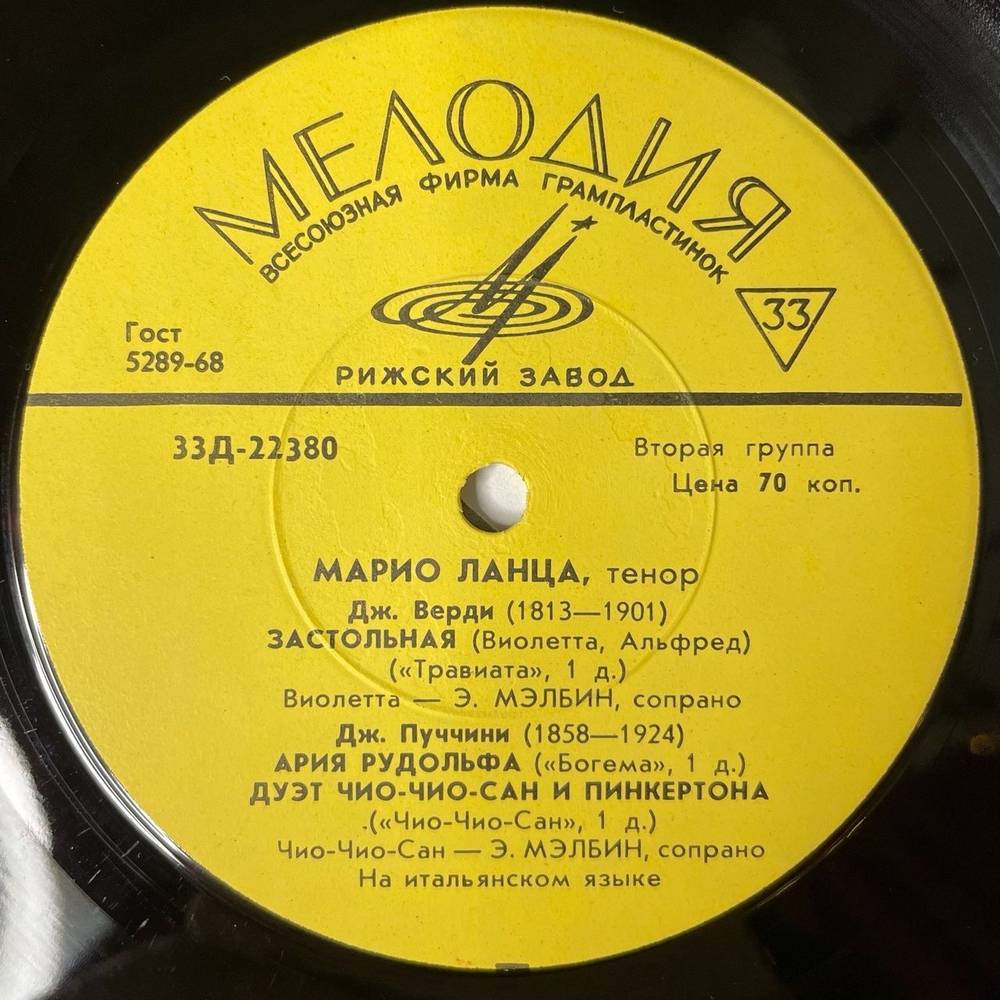 МЕЛОДИЯ
ВСЕСОЮЗНАЯ ФИРМА ГРАМПЛАСТИНОК
33
Гост
5289-68
РИЖСКИЙ ЗАВОД
33Д-22380
Вторая группа
Цена 70 коп.
МАРИО ЛАНЦА, тенор
Дж. Верди (1813—1901)
ЗАСТОЛЬНАЯ (Виолетта, Альфред)
(«Травиата», 1 д.)
Виолетта — Э. МЭЛБИН, сопрано
Дж. Пуччини (1858—1924)
АРИЯ РУДОЛЬФА («Богема», 1 д.)
ДУЭТ ЧИО-ЧИО-САН И ПИНКЕРТОНА
(«Чио-Чио-Сан», 1 д.)
Чио-Чио-Сан — Э. МЭЛБИН, сопрано
На итальянском языке